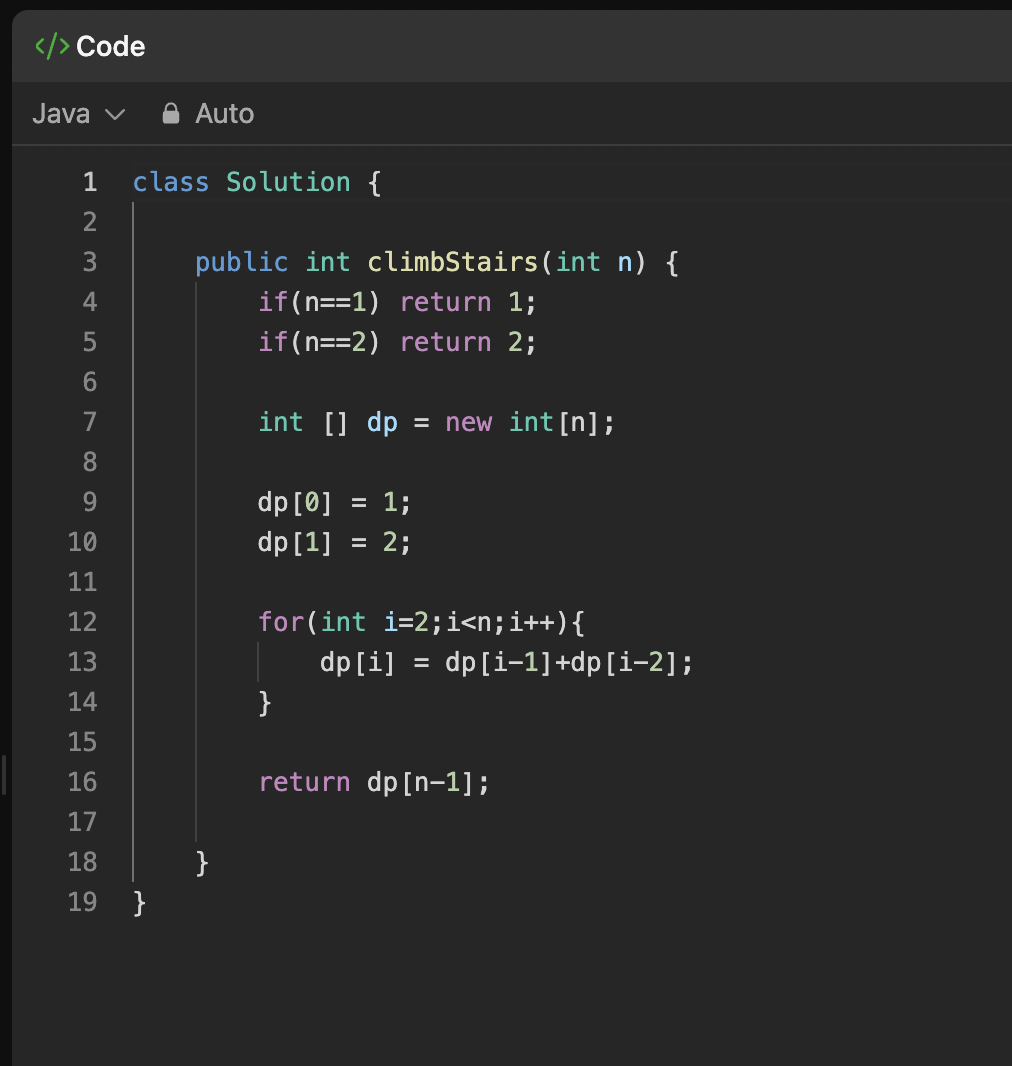 </> Code
Java Auto
1 class Solution {
2
3 public int climbStairs(int n) {
4 if(n==1) return 1;
5 if(n==2) return 2;
6
7 int [] dp = new int[n];
8
9 dp[0] = 1;
10 dp[1] = 2;
11
12 for(int i=2;i<n;i++){
13 dp[i] = dp[i-1]+dp[i-2];
14 }
15
16 return dp[n-1];
17
18 }
19 }